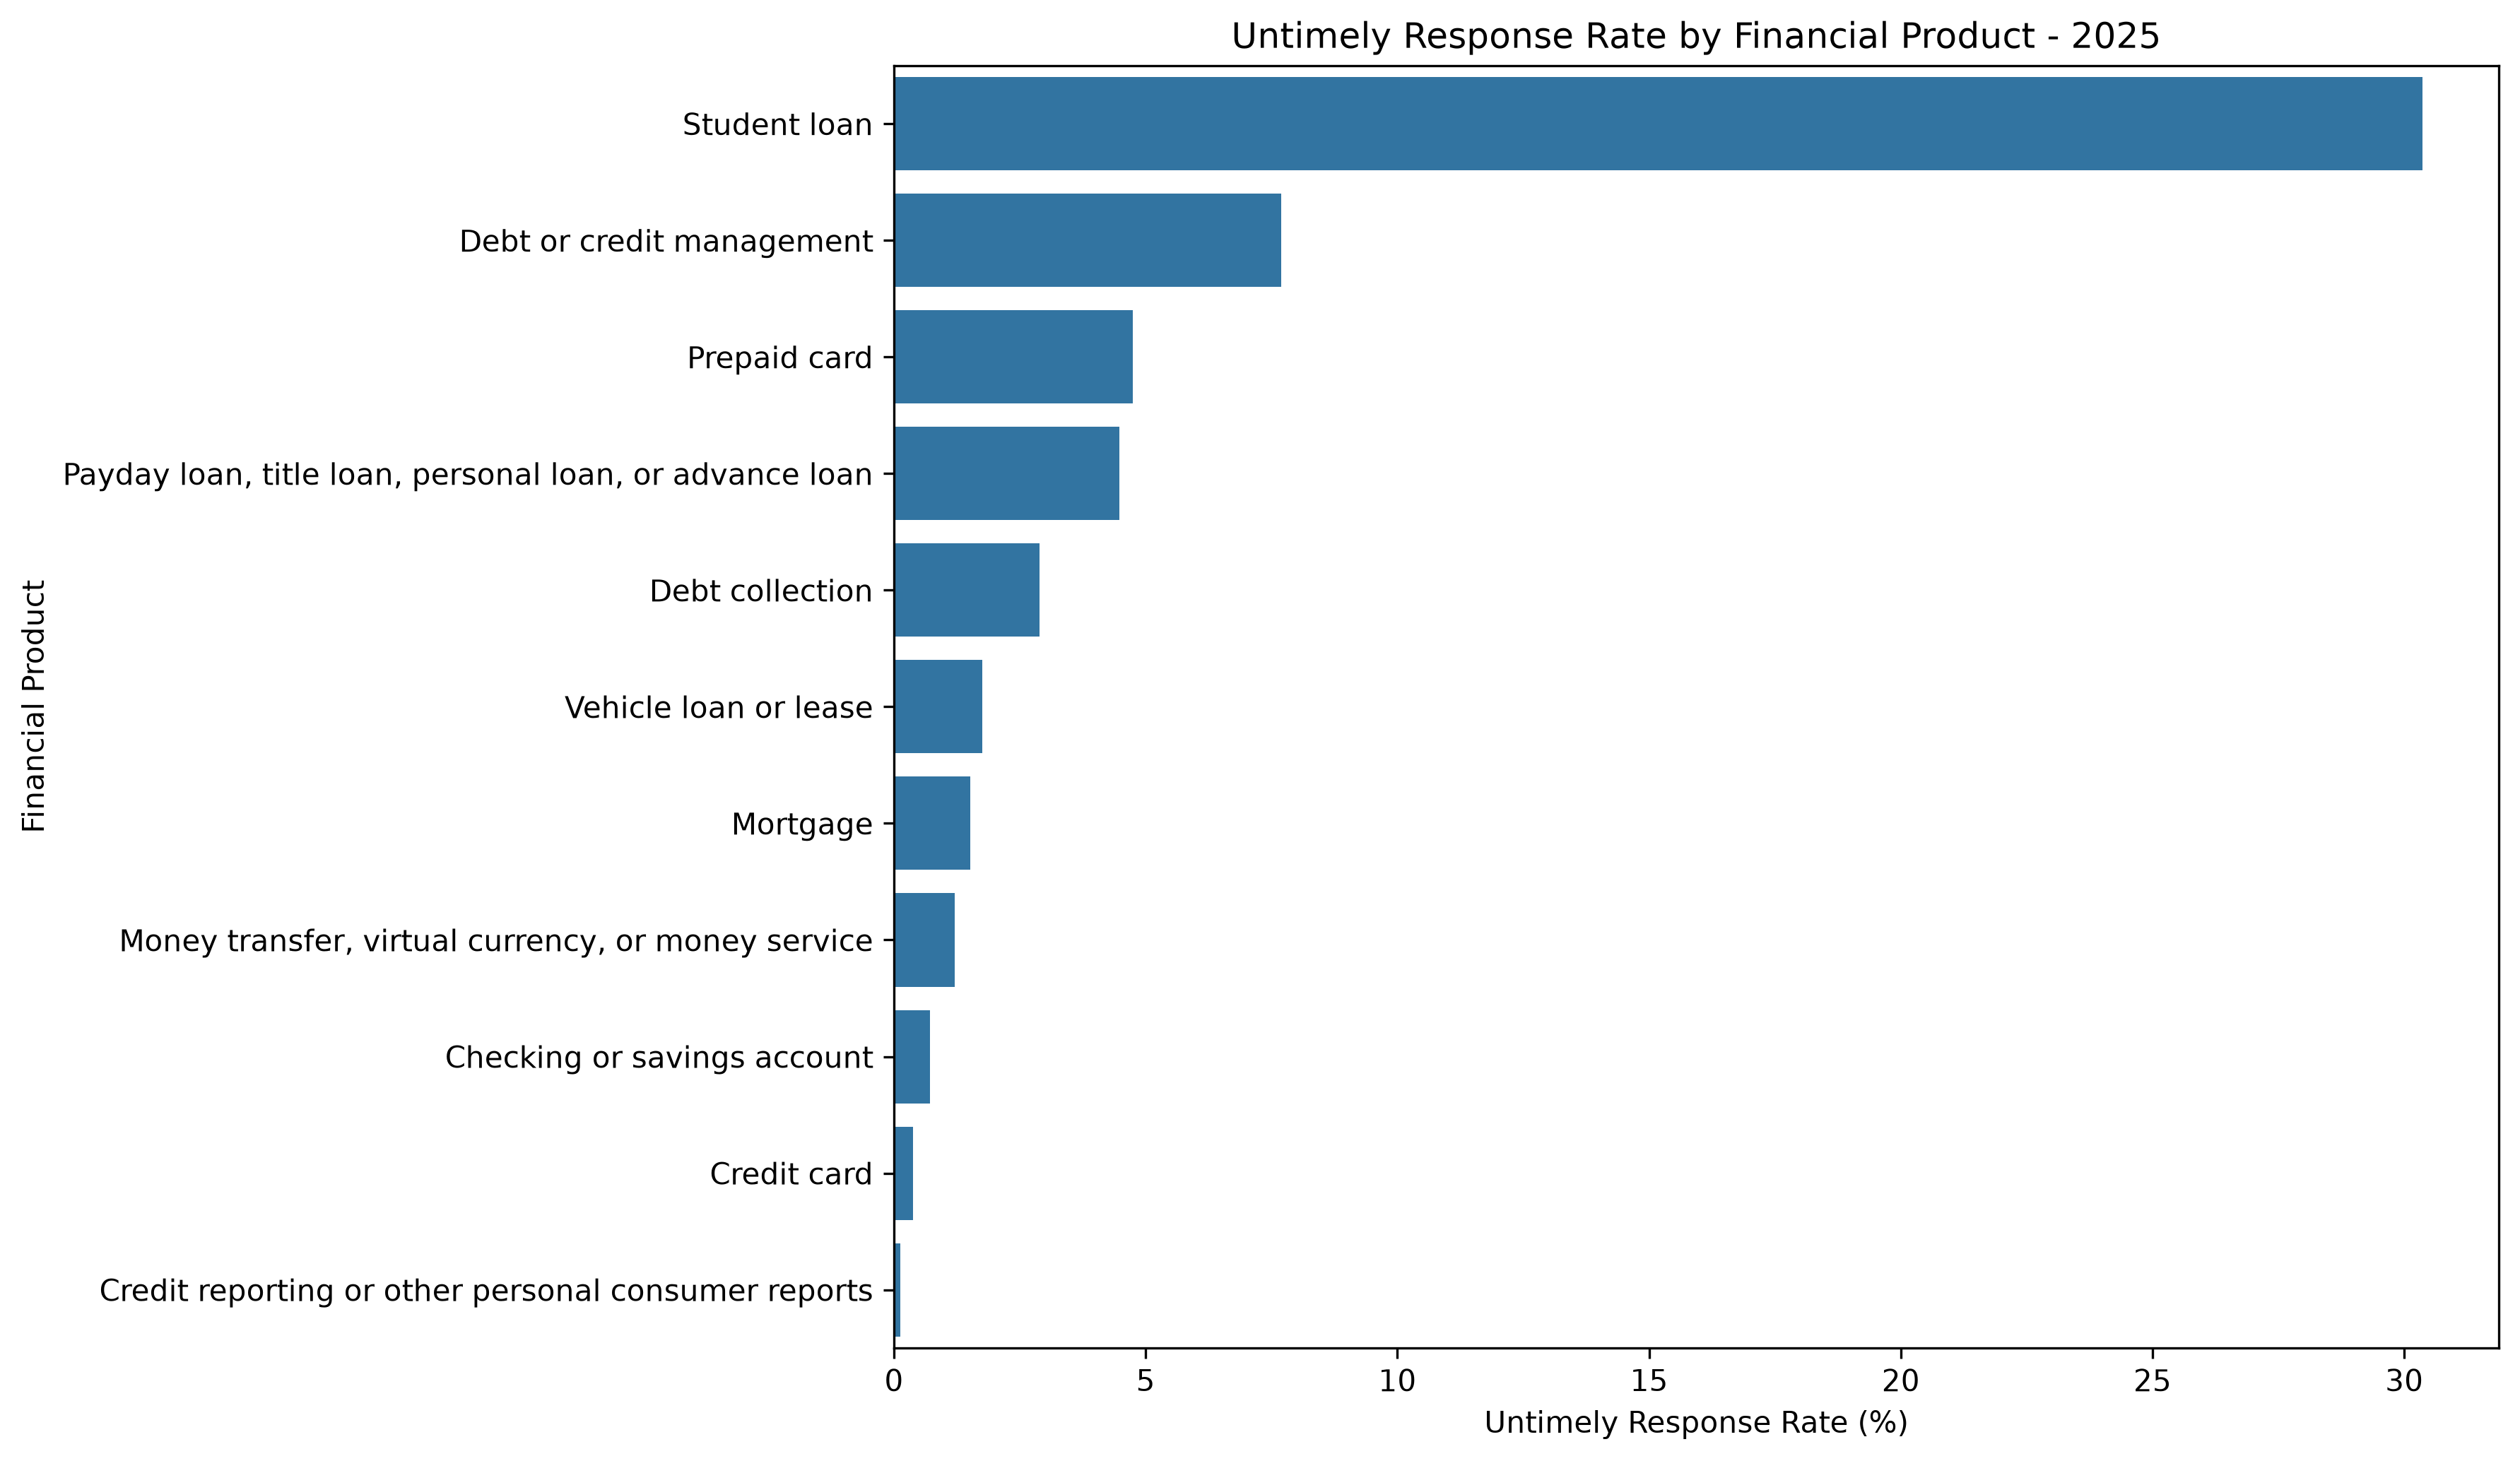 Untimely Response Rate by Financial Product - 2025
Financial Product
Student loan
Debt or credit management
Prepaid card
Payday loan, title loan, personal loan, or advance loan
Debt collection
Vehicle loan or lease
Mortgage
Money transfer, virtual currency, or money service
Checking or savings account
Credit card
Credit reporting or other personal consumer reports
0 5 10 15 20 25 30
Untimely Response Rate (%)